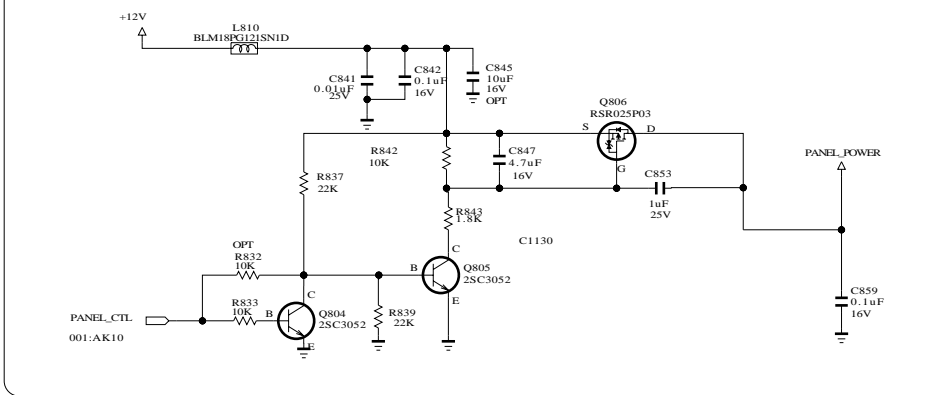 +12V
L810
BLM18PG121SN1D
C841
0.01uF
25V
C842
0.1uF
16V
C845
10uF
16V
OPT
Q806
RSR025P03
S
D
G
R842
10K
C847
4.7uF
16V
PANEL_POWER
R837
22K
C853
1uF
25V
R843
1.8K
C1130
OPT
R832
10K
C
B
Q805
2SC3052
E
R833
10K
B
C
Q804
2SC3052
E
R839
22K
PANEL_CTL
001:AK10
C859
0.1uF
16V